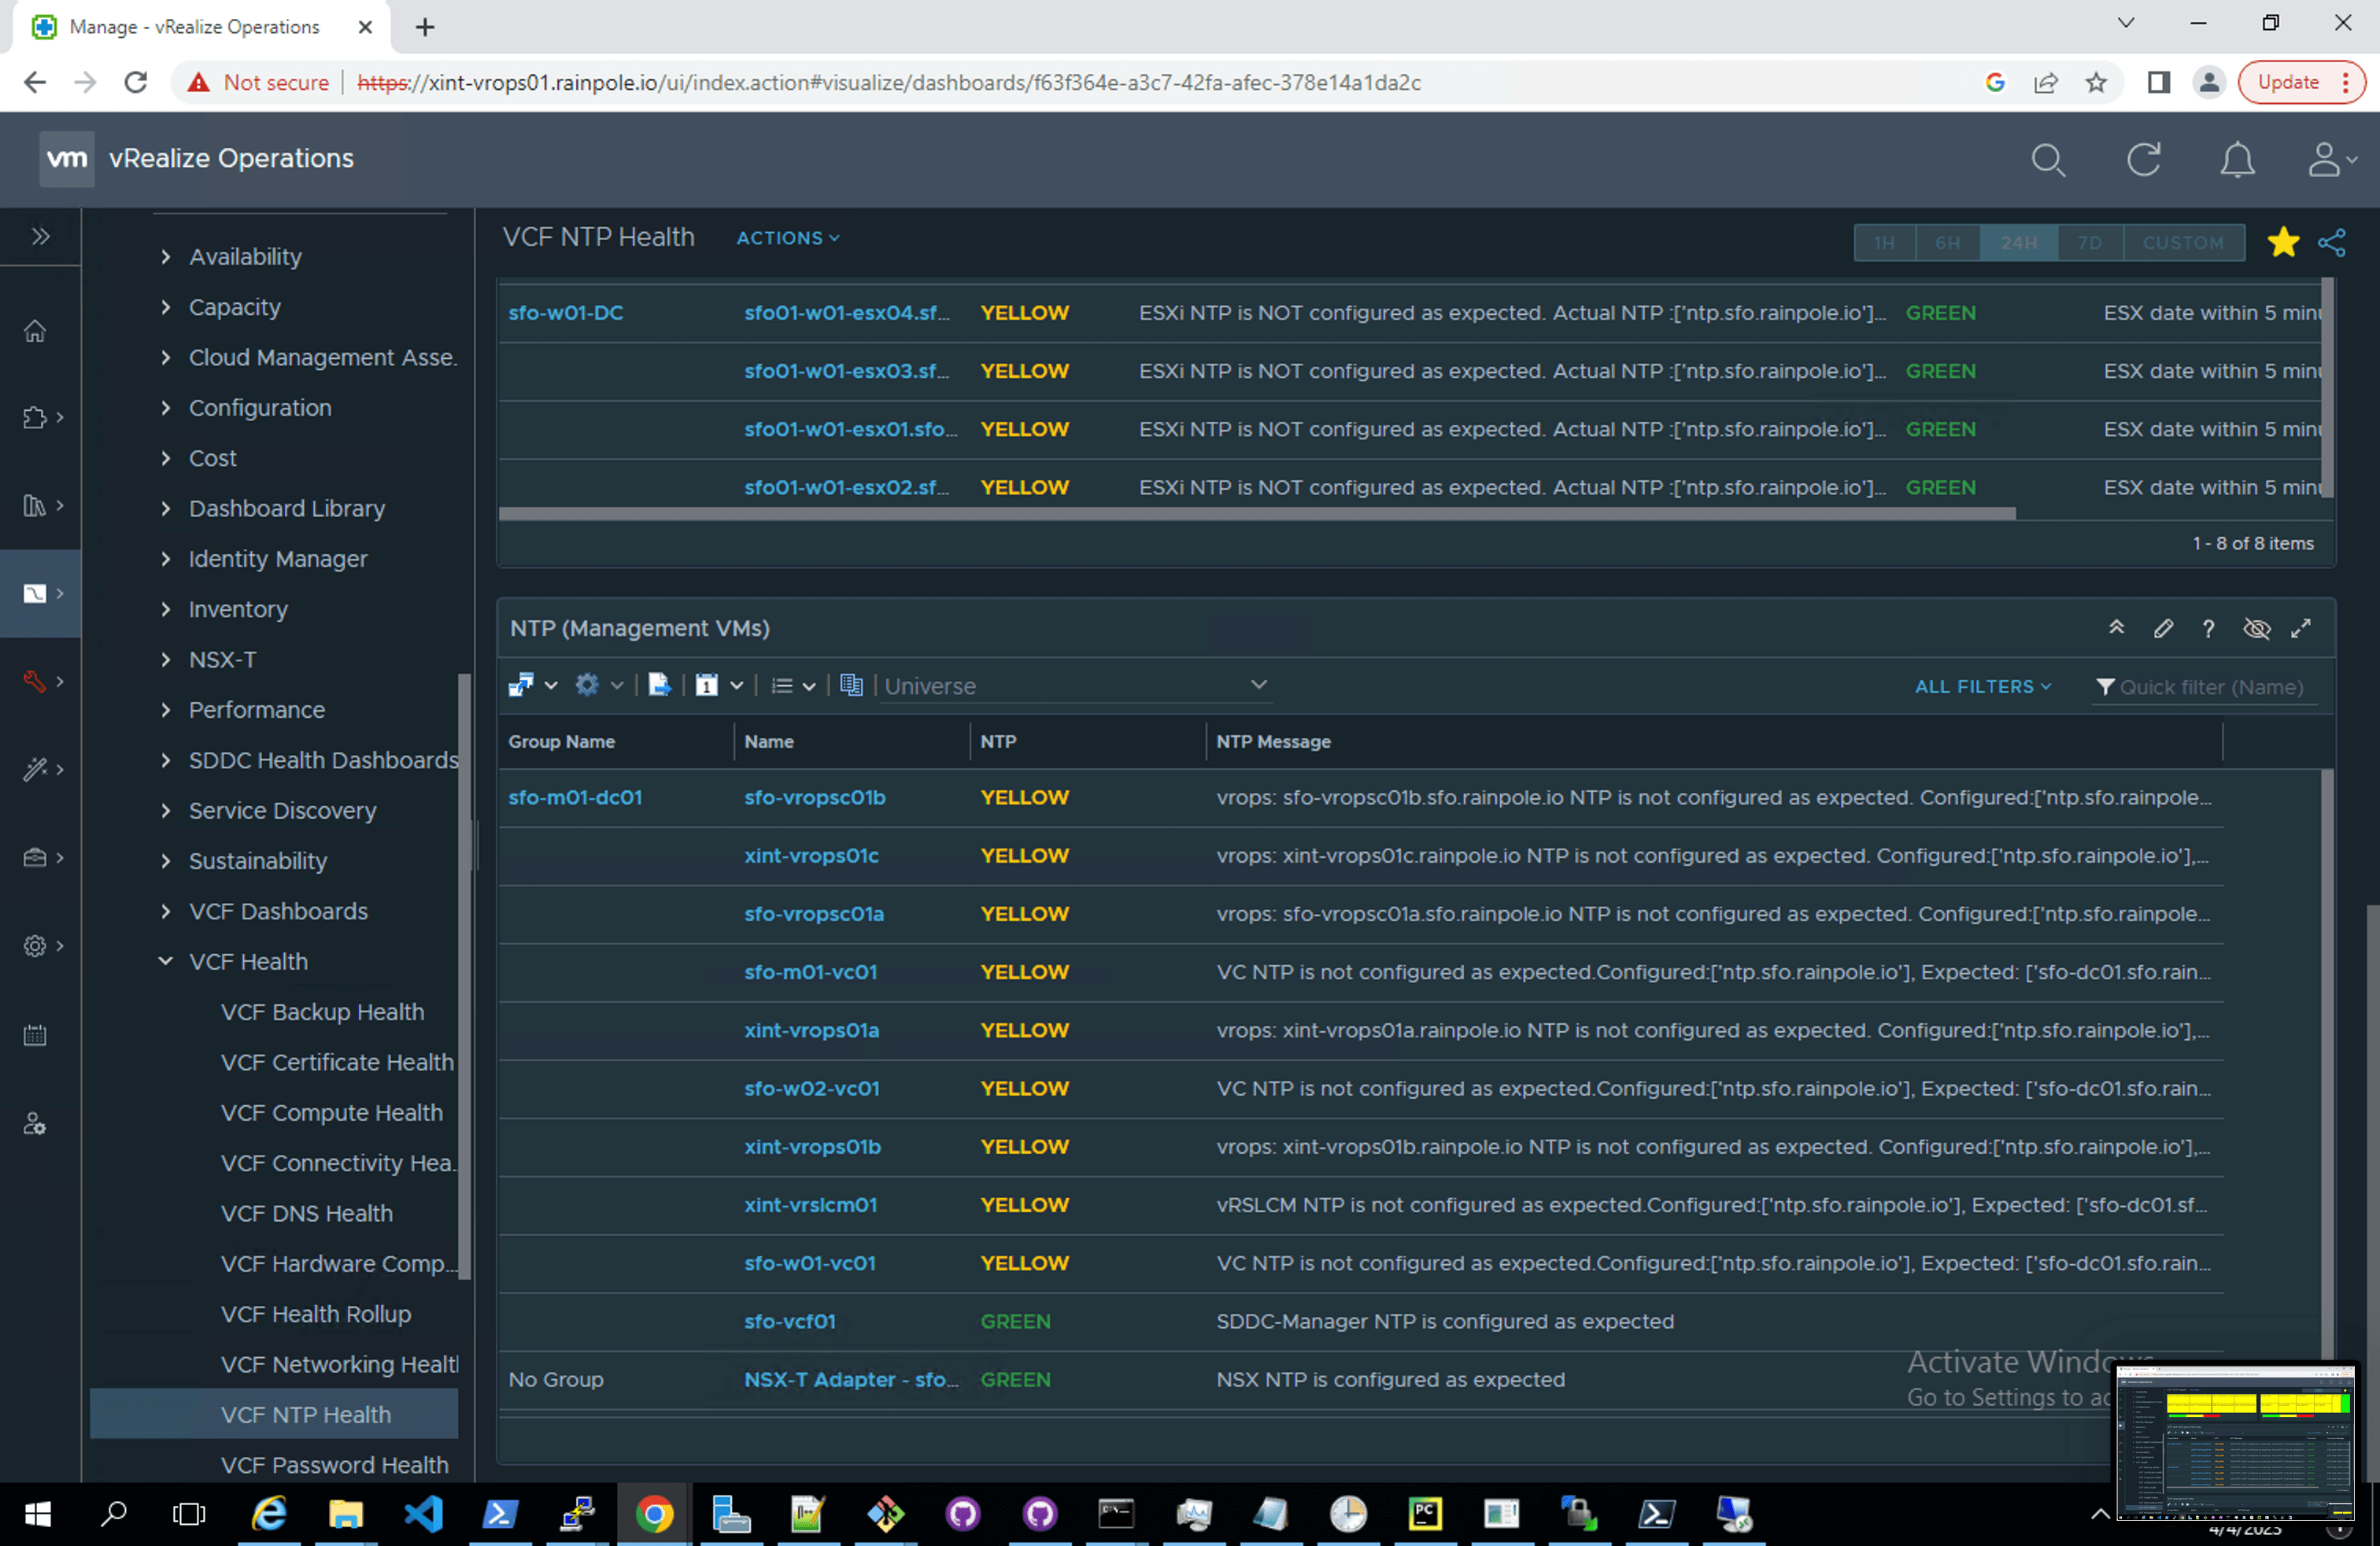 Manage - vRealize Operations
Not secure https://xint-vrops01.rainpole.io/ui/index.action#visualize/dashboards/f63f364e-a3c7-42fa-afec-378e14a1da2c Update
vm vRealize Operations
VCF NTP Health ACTIONS 1H 6H 24H 7D CUSTOM
Availability
Capacity
Cloud Management Asse.
Configuration
Cost
Dashboard Library
Identity Manager
Inventory
NSX-T
Performance
SDDC Health Dashboards
Service Discovery
Sustainability
VCF Dashboards
VCF Health
VCF Backup Health
VCF Certificate Health
VCF Compute Health
VCF Connectivity Hea.
VCF DNS Health
VCF Hardware Comp...
VCF Health Rollup
VCF Networking Healtl
VCF NTP Health
VCF Password Health
sfo-w01-DC sfo01-w01-esx04.sf... YELLOW ESXi NTP is NOT configured as expected. Actual NTP :['ntp.sfo.rainpole.io']... GREEN ESX date within 5 minu
sfo01-w01-esx03.sf... YELLOW ESXi NTP is NOT configured as expected. Actual NTP :['ntp.sfo.rainpole.io']... GREEN ESX date within 5 minu
sfo01-w01-esx01.sfo... YELLOW ESXi NTP is NOT configured as expected. Actual NTP :['ntp.sfo.rainpole.io']... GREEN ESX date within 5 minu
sfo01-w01-esx02.sf... YELLOW ESXi NTP is NOT configured as expected. Actual NTP :['ntp.sfo.rainpole.io']... GREEN ESX date within 5 minu
1 - 8 of 8 items
NTP (Management VMs)
1 Universe ALL FILTERS Quick filter (Name)
Group Name Name NTP NTP Message
sfo-m01-dc01 sfo-vropsc01b YELLOW vrops: sfo-vropsc01b.sfo.rainpole.io NTP is not configured as expected. Configured:['ntp.sfo.rainpole...
xint-vrops01c YELLOW vrops: xint-vrops01c.rainpole.io NTP is not configured as expected. Configured:['ntp.sfo.rainpole.io'],...
sfo-vropsc01a YELLOW vrops: sfo-vropsc01a.sfo.rainpole.io NTP is not configured as expected. Configured:['ntp.sfo.rainpole...
sfo-m01-vc01 YELLOW VC NTP is not configured as expected.Configured:['ntp.sfo.rainpole.io'], Expected: ['sfo-dc01.sfo.rain...
xint-vrops01a YELLOW vrops: xint-vrops01a.rainpole.io NTP is not configured as expected. Configured:['ntp.sfo.rainpole.io'],...
sfo-w02-vc01 YELLOW VC NTP is not configured as expected.Configured:['ntp.sfo.rainpole.io'], Expected: ['sfo-dc01.sfo.rain...
xint-vrops01b YELLOW vrops: xint-vrops01b.rainpole.io NTP is not configured as expected. Configured:['ntp.sfo.rainpole.io'],...
xint-vrslcm01 YELLOW vRSLCM NTP is not configured as expected.Configured:['ntp.sfo.rainpole.io'], Expected: ['sfo-dc01.sf...
sfo-w01-vc01 YELLOW VC NTP is not configured as expected.Configured:['ntp.sfo.rainpole.io'], Expected: ['sfo-dc01.sfo.rain...
sfo-vcf01 GREEN SDDC-Manager NTP is configured as expected
No Group NSX-T Adapter - sfo... GREEN NSX NTP is configured as expected
Activate Windows
Go to Settings to ac
PC
4/4/2023